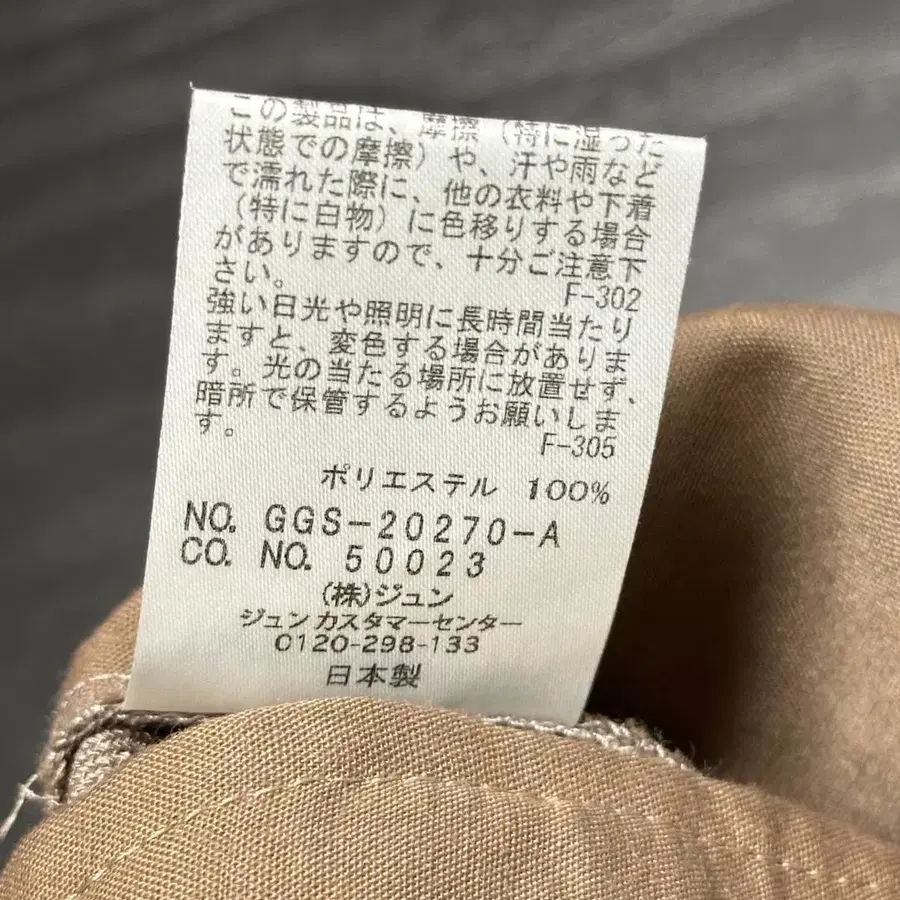 この製品は、摩擦（特に湿った
状態での摩擦）や、汗や雨など
で濡れた際に、他の衣料や下着
（特に白物）に色移りする場合
がありますので、十分ご注意下
さい。
F-302
強い日光や照明に長時間当たり
ますと、変色する場合がありま
す。光の当たる場所に放置せず、
暗所で保管するようお願いしま
す。
F-305
ポリエステル 100%
NO. GGS-20270-A
CO. NO. 50023
(株)ジュン
ジュン カスタマーセンター
0120-298-133
日本製